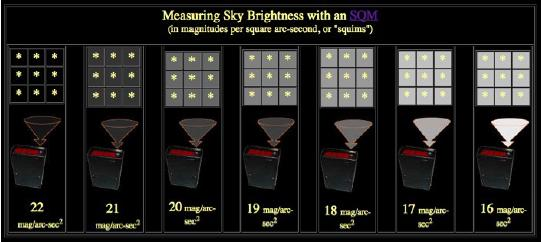 Measuring Sky Brightness with an SQM
(in magnitudes per square arc-second, or "squims")
* * * * * * * * * * * * * * * * * * * * *
* * * * * * * * * * * * * * * * * * * * *
* * * * * * * * * * * * * * * * * * * * *
22
mag/arc-sec²
21
mag/arc-sec²
20 mag/arc-
sec²
19 mag/arc-
sec²
18 mag/arc-
sec²
17 mag/arc-
sec²
16 mag/arc-
sec²